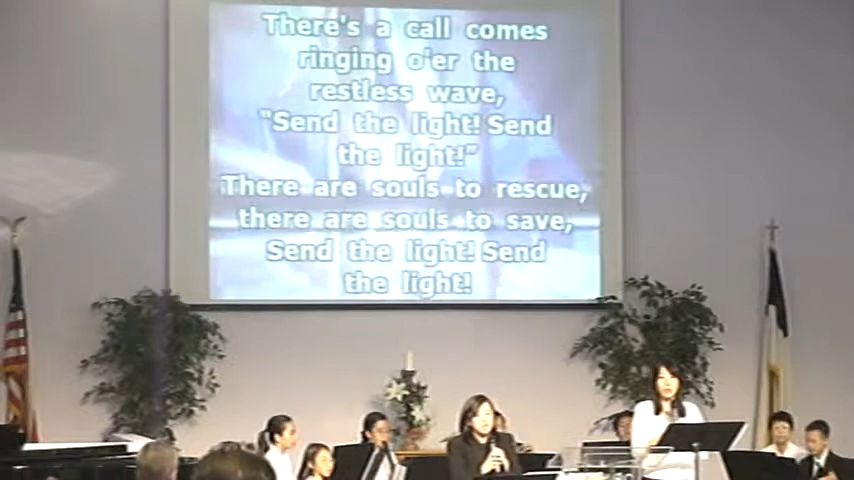 There's a call comes
ringing o'er the
restless wave,
"Send the light! Send
the light!"
There are souls to rescue,
there are souls to save,
Send the light! Send
the light!